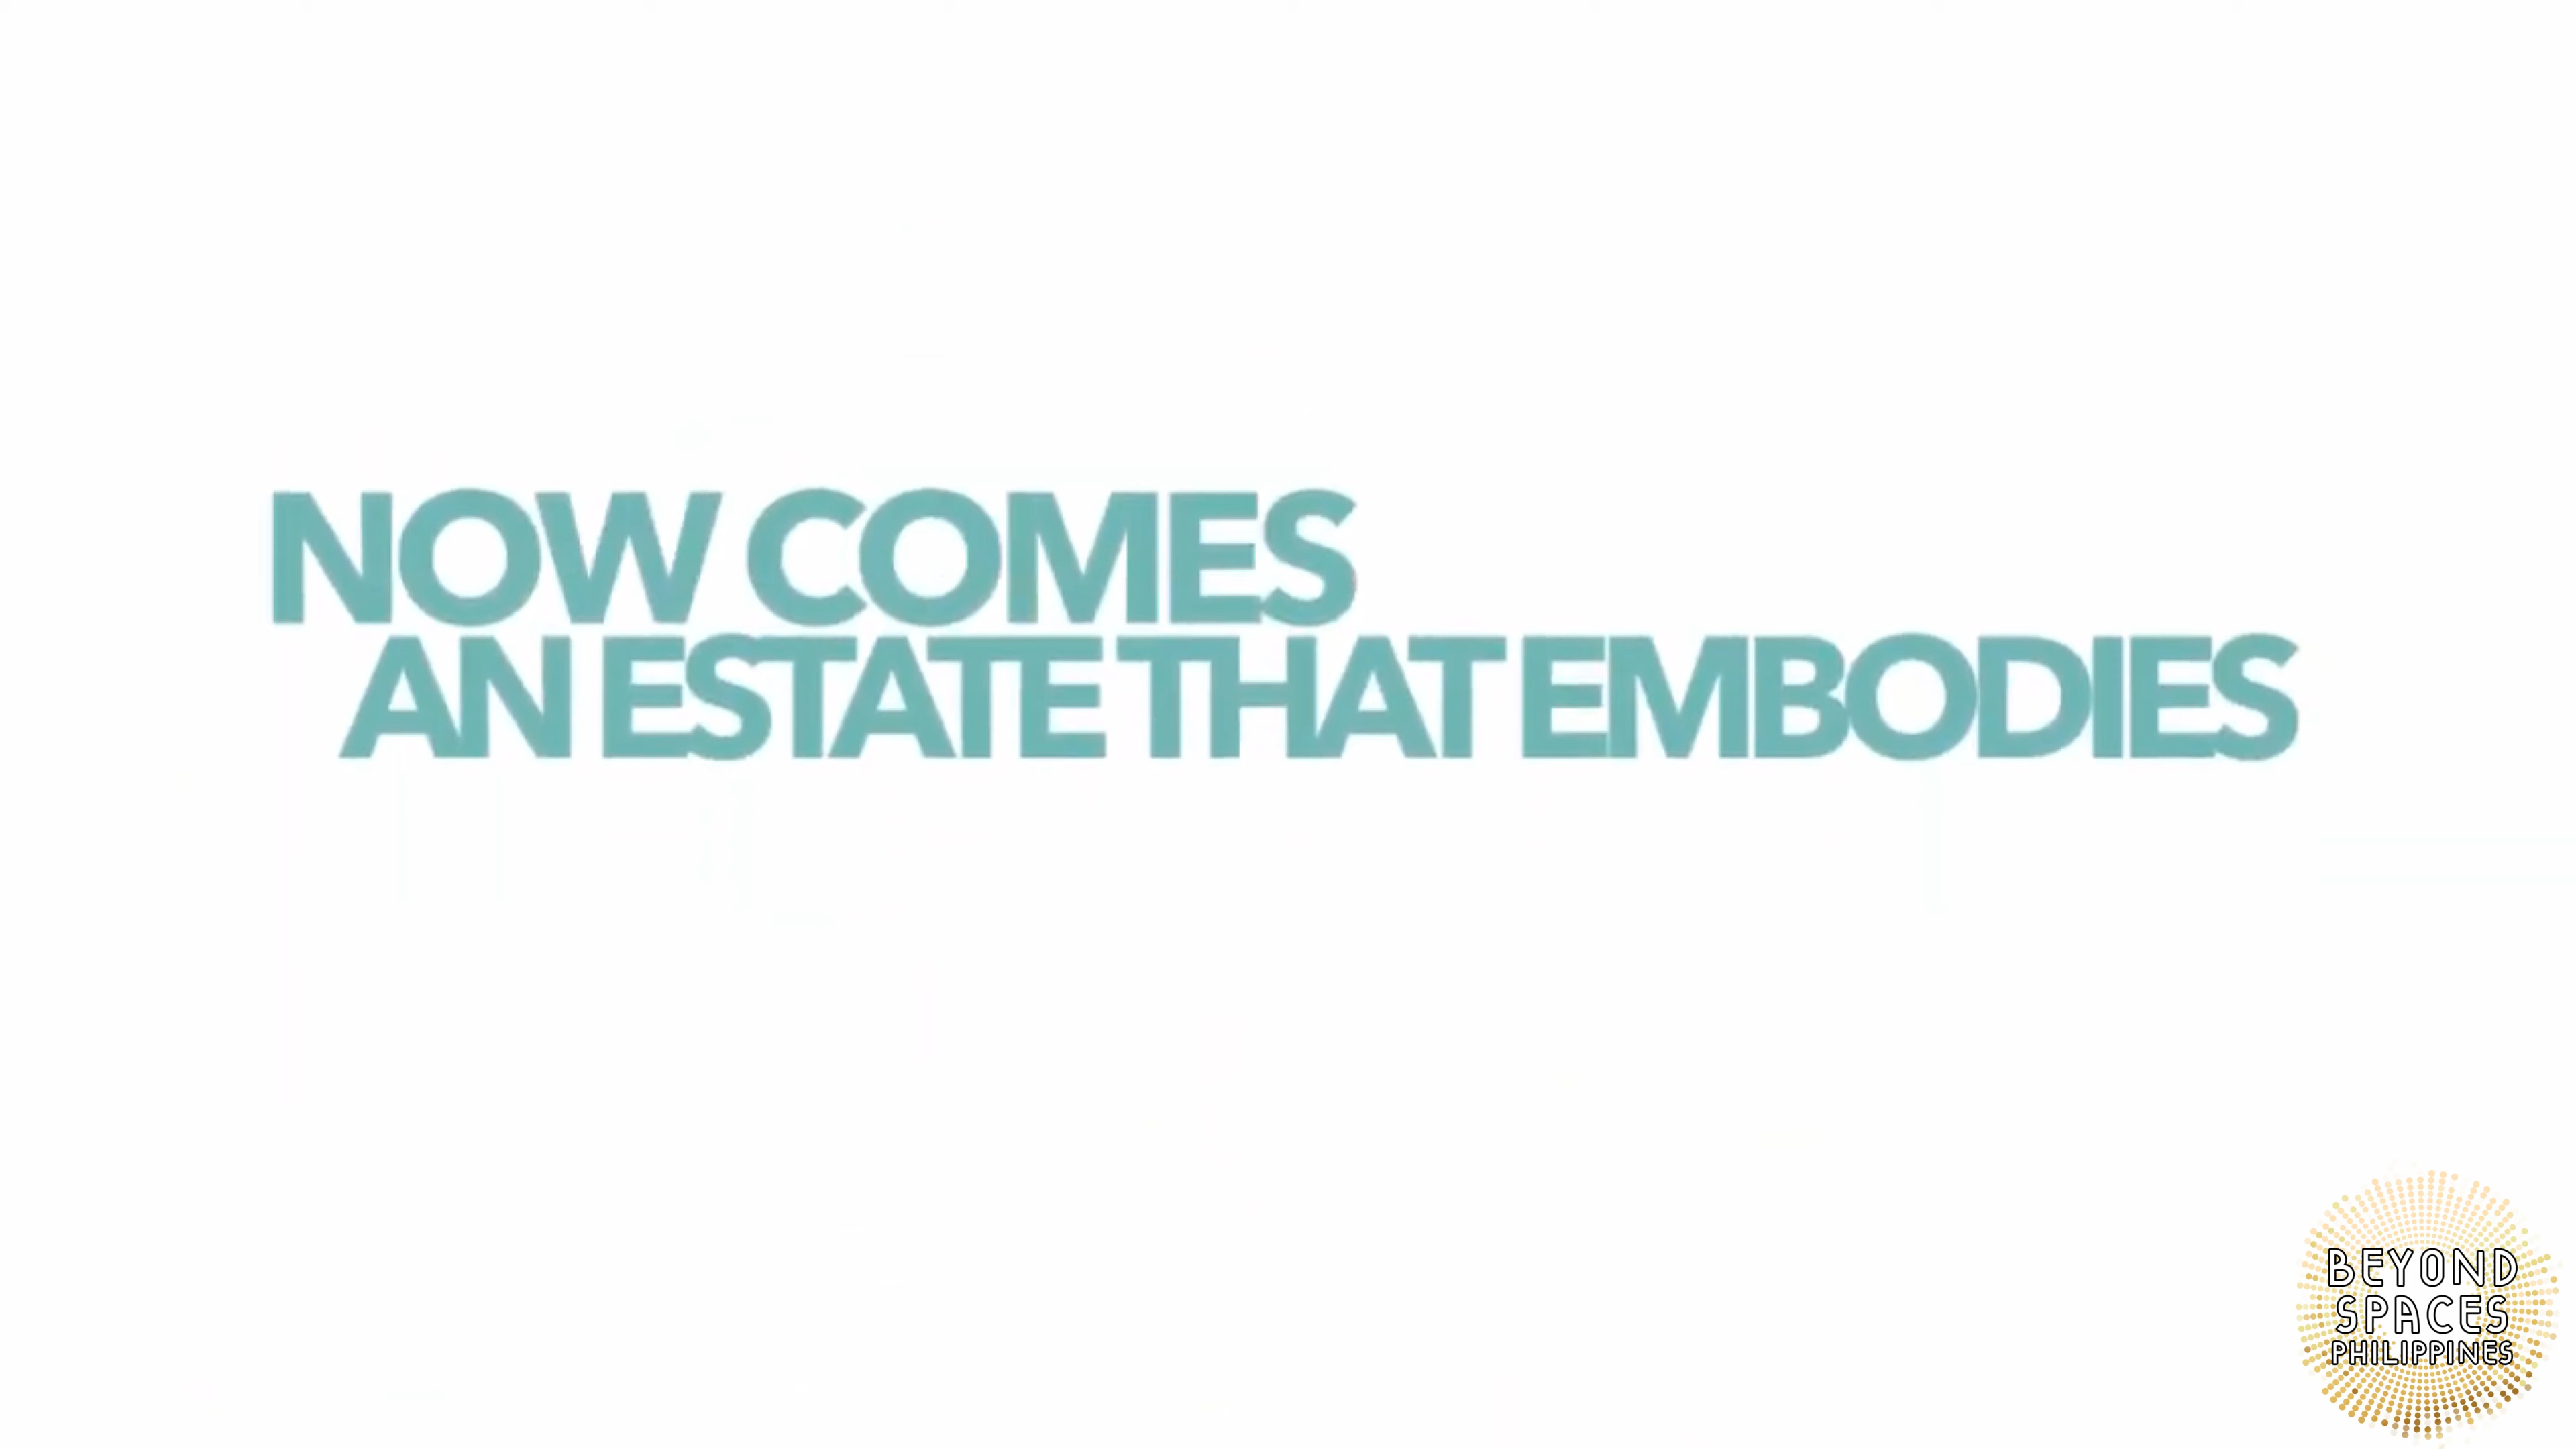 NOW COMES
AN ESTATE THAT EMBODIES
BEYOND
SPACES
PHILIPPINES